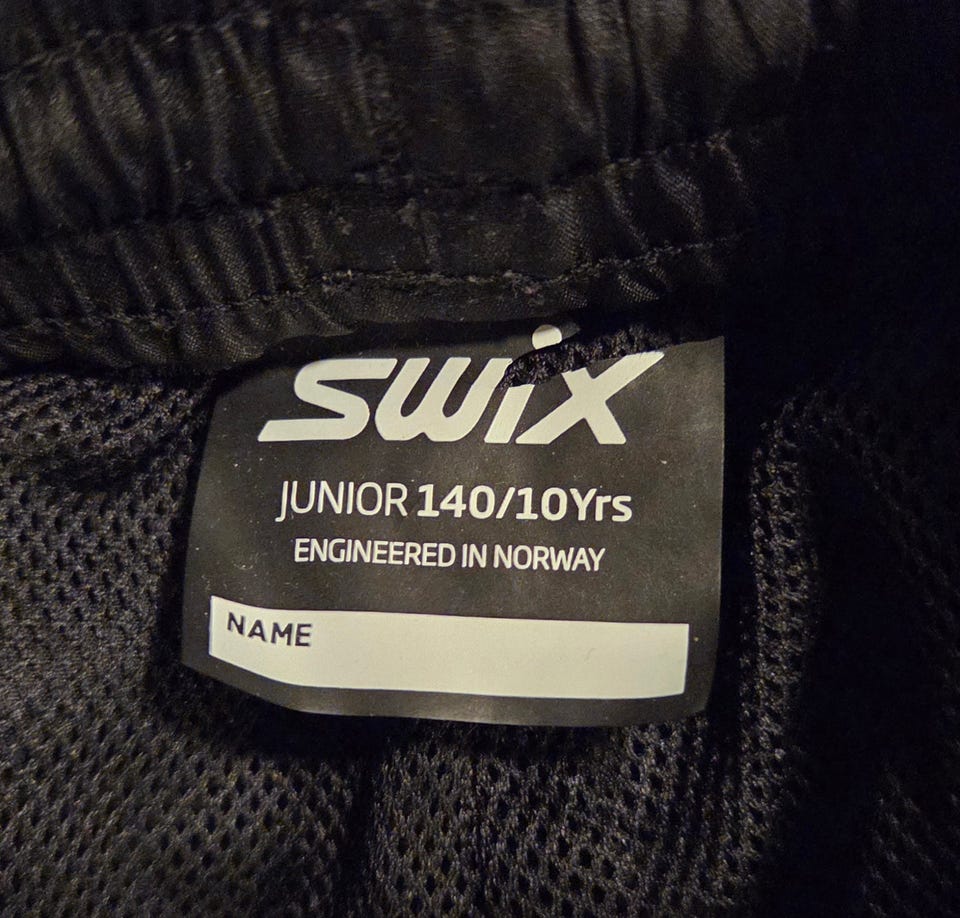 swix
JUNIOR 140/10Yrs
ENGINEERED IN NORWAY
NAME